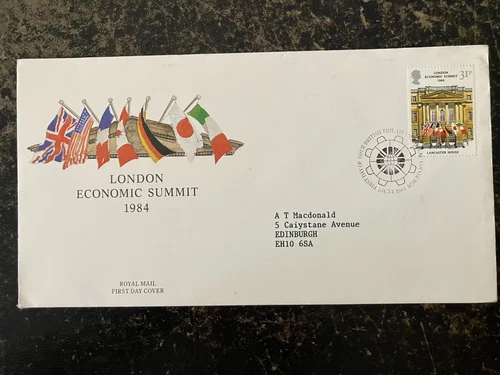 LONDON
ECONOMIC SUMMIT
1984
ROYAL MAIL
FIRST DAY COVER
LONDON
ECONOMIC SUMMIT
1984
31P
LANCASTER HOUSE
A T Macdonald
5 Caiystane Avenue
EDINBURGH
EH10 6SA